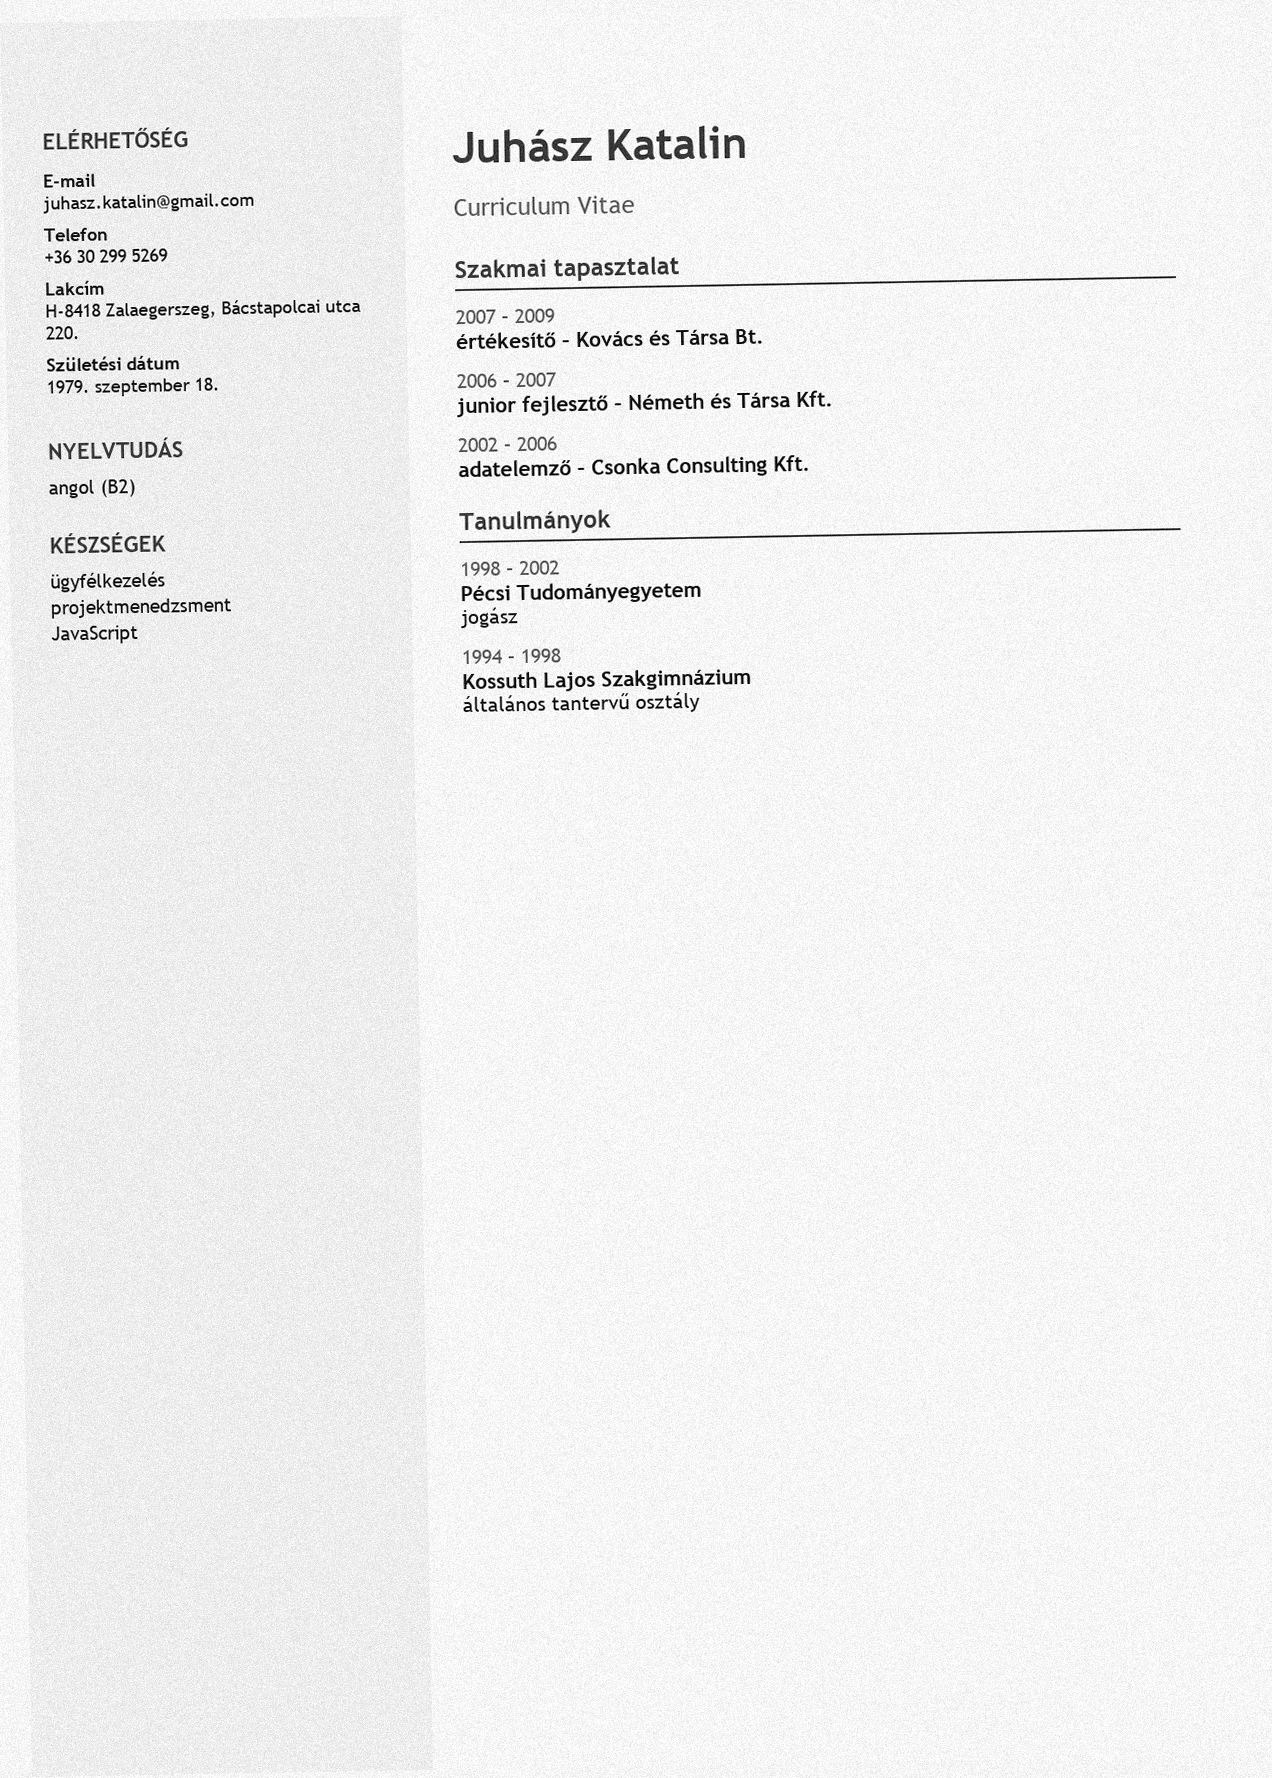 ELÉRHETŐSÉG
E-mail
juhasz.katalin@gmail.com
Telefon
+36 30 299 5269
Lakcím
H-8418 Zalaegerszeg, Bácstapolcai utca
220.
Születési dátum
1979. szeptember 18.
NYELVTUDÁS
angol (B2)
KÉSZSÉGEK
ügyfélkezelés
projektmenedzsment
JavaScript
Juhász Katalin
Curriculum Vitae
Szakmai tapasztalat
2007 - 2009
értékesítő - Kovács és Társa Bt.
2006 - 2007
junior fejlesztő - Németh és Társa Kft.
2002 - 2006
adatelemző - Csonka Consulting Kft.
Tanulmányok
1998 - 2002
Pécsi Tudományegyetem
jogász
1994 - 1998
Kossuth Lajos Szakgimnázium
általános tantervű osztály